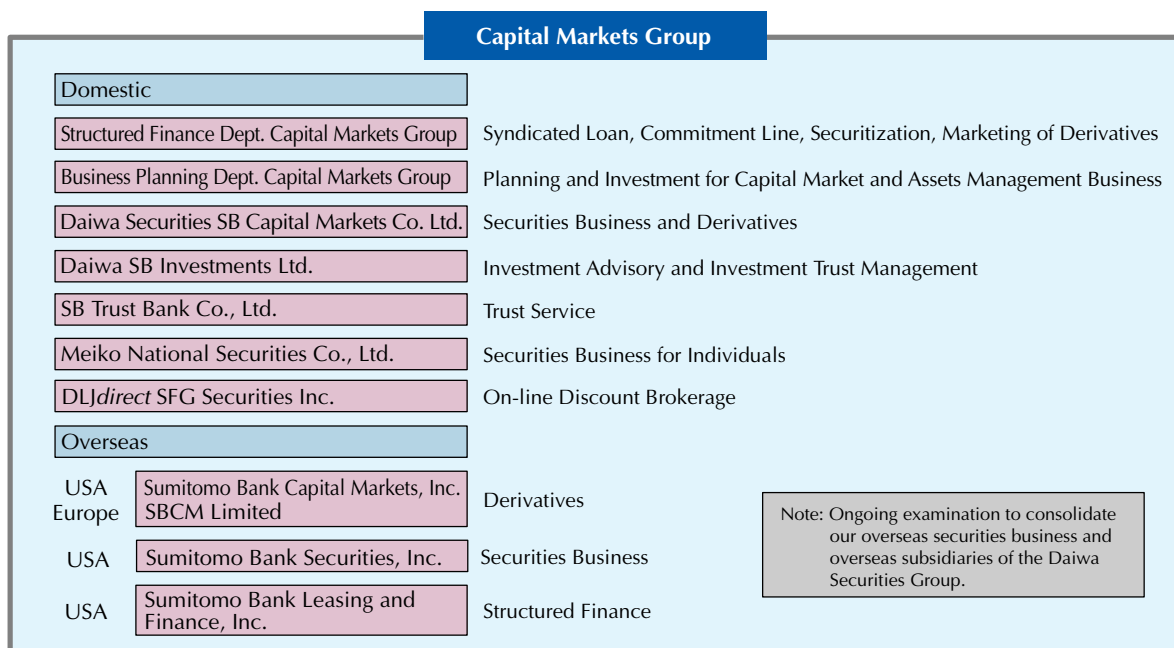 Capital Markets Group
Domestic
Structured Finance Dept. Capital Markets Group Syndicated Loan, Commitment Line, Securitization, Marketing of Derivatives
Business Planning Dept. Capital Markets Group Planning and Investment for Capital Market and Assets Management Business
Daiwa Securities SB Capital Markets Co. Ltd. Securities Business and Derivatives
Daiwa SB Investments Ltd. Investment Advisory and Investment Trust Management
SB Trust Bank Co., Ltd. Trust Service
Meiko National Securities Co., Ltd. Securities Business for Individuals
DLJdirect SFG Securities Inc. On-line Discount Brokerage
Overseas
USA
Europe
Sumitomo Bank Capital Markets, Inc.
SBCM Limited
Derivatives
USA Sumitomo Bank Securities, Inc. Securities Business
USA
Sumitomo Bank Leasing and
Finance, Inc.
Structured Finance
Note: Ongoing examination to consolidate
our overseas securities business and
overseas subsidiaries of the Daiwa
Securities Group.